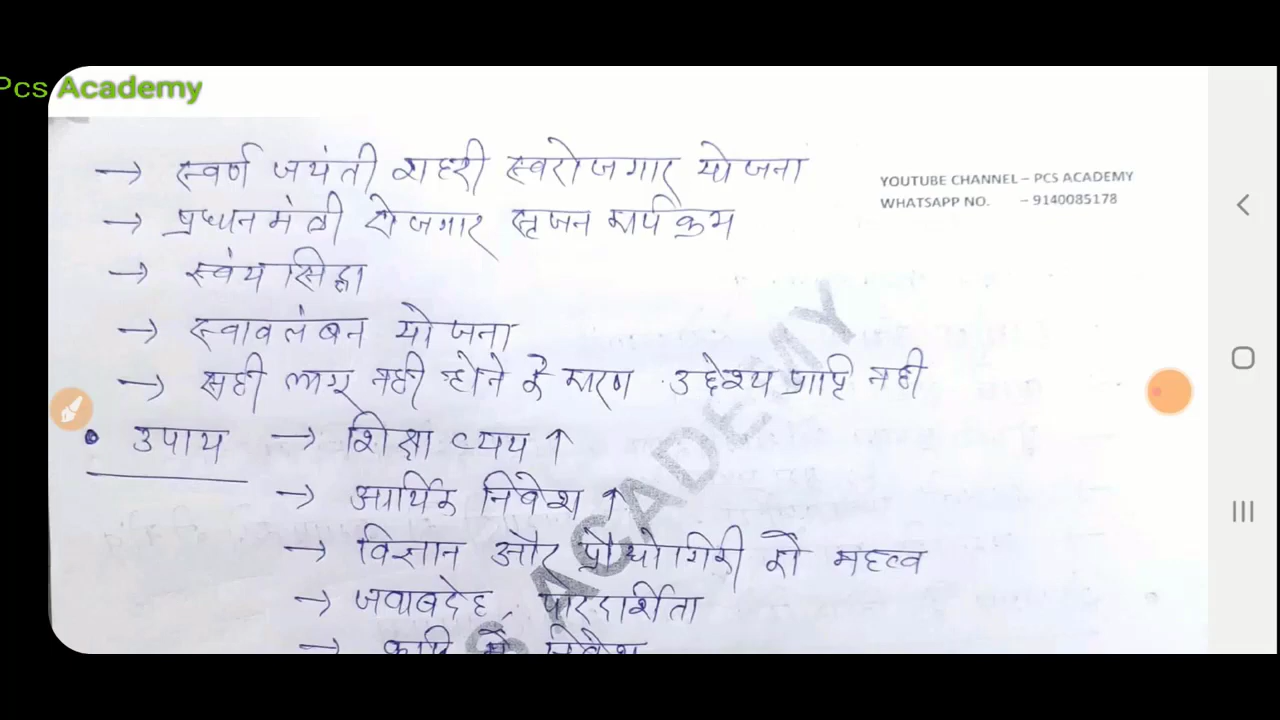 Pcs Academy
→ स्वर्ण जयंती शहरी स्वरोजगार योजना
YOUTUBE CHANNEL – PCS ACADEMY
WHATSAPP NO. – 9140085178
→ प्रधानमंत्री रोजगार सृजन कार्यक्रम
→ स्वंय सिद्धा
→ स्वावलंबन योजना
→ सही लागू नही होने के कारण उद्देश्य प्राप्ति नही
• उपाय → शिक्षा व्यय ↑
→ आर्थिक निवेश ↑
→ विज्ञान और प्रौद्योगिकी को महत्व
→ जवाबदेह, पारदर्शिता
→ कृषि में निवेश
S ACADEMY